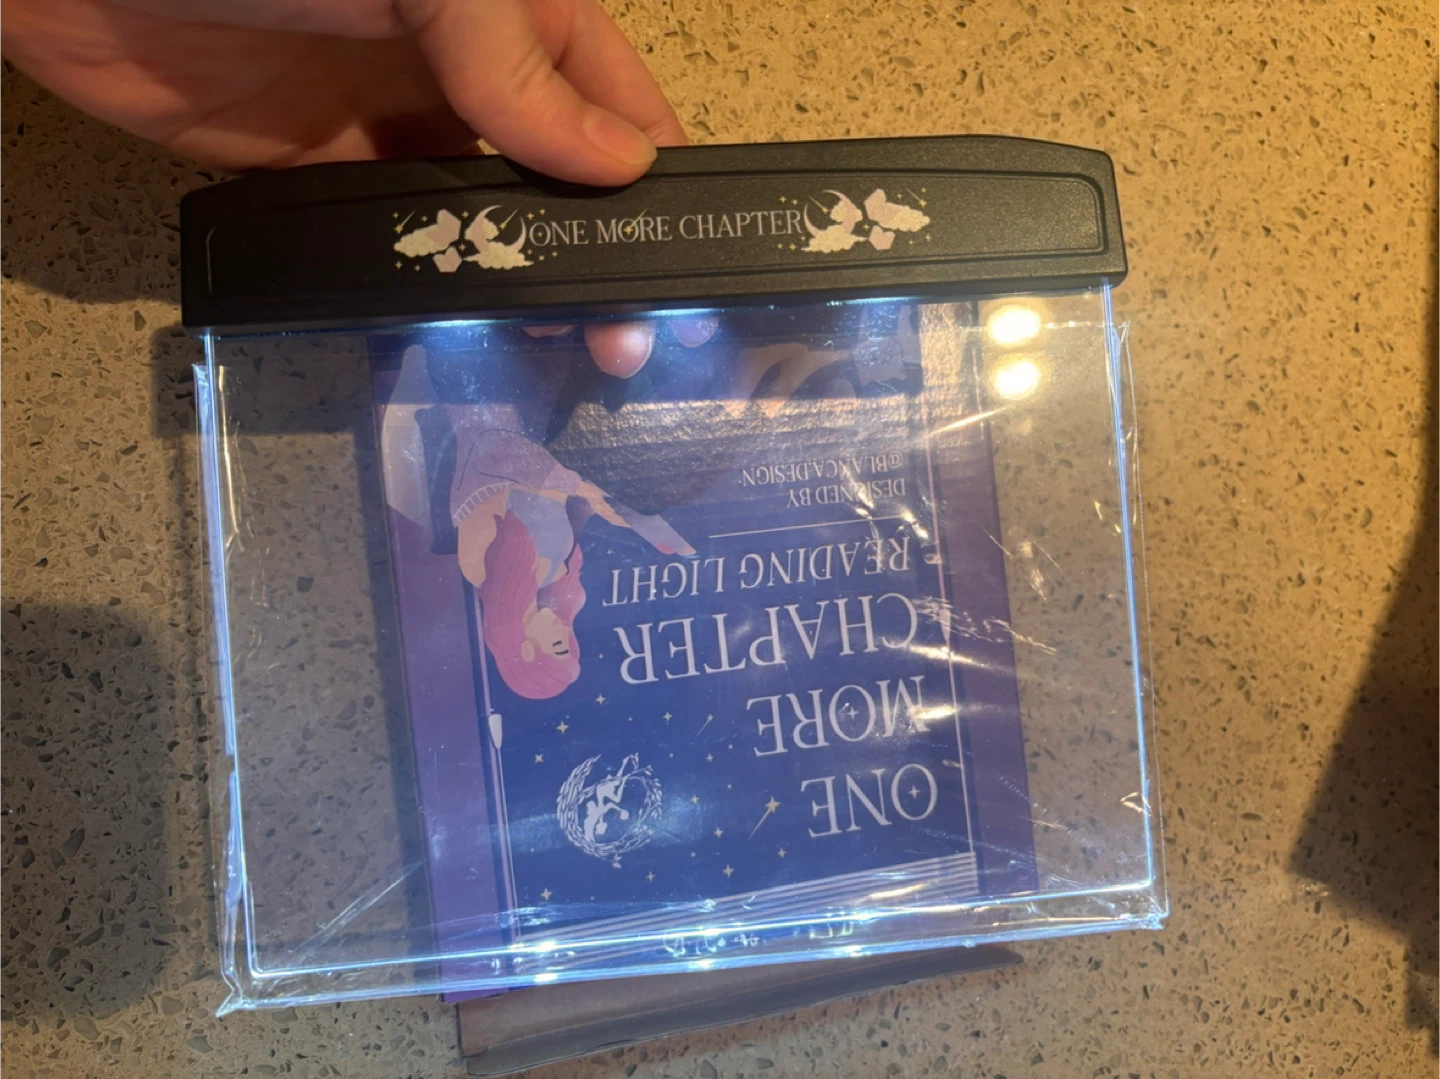 ONE MORE CHAPTER
ONE
MORE
CHAPTER
READING LIGHT
DESIGNED BY
@BLANCADESIGN